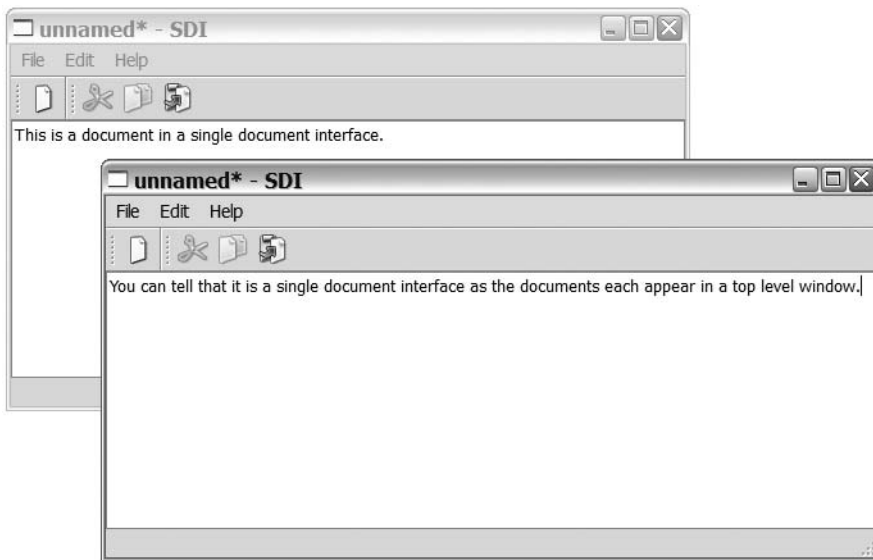 unnamed* - SDI
File Edit Help
This is a document in a single document interface.
unnamed* - SDI
File Edit Help
You can tell that it is a single document interface as the documents each appear in a top level window.